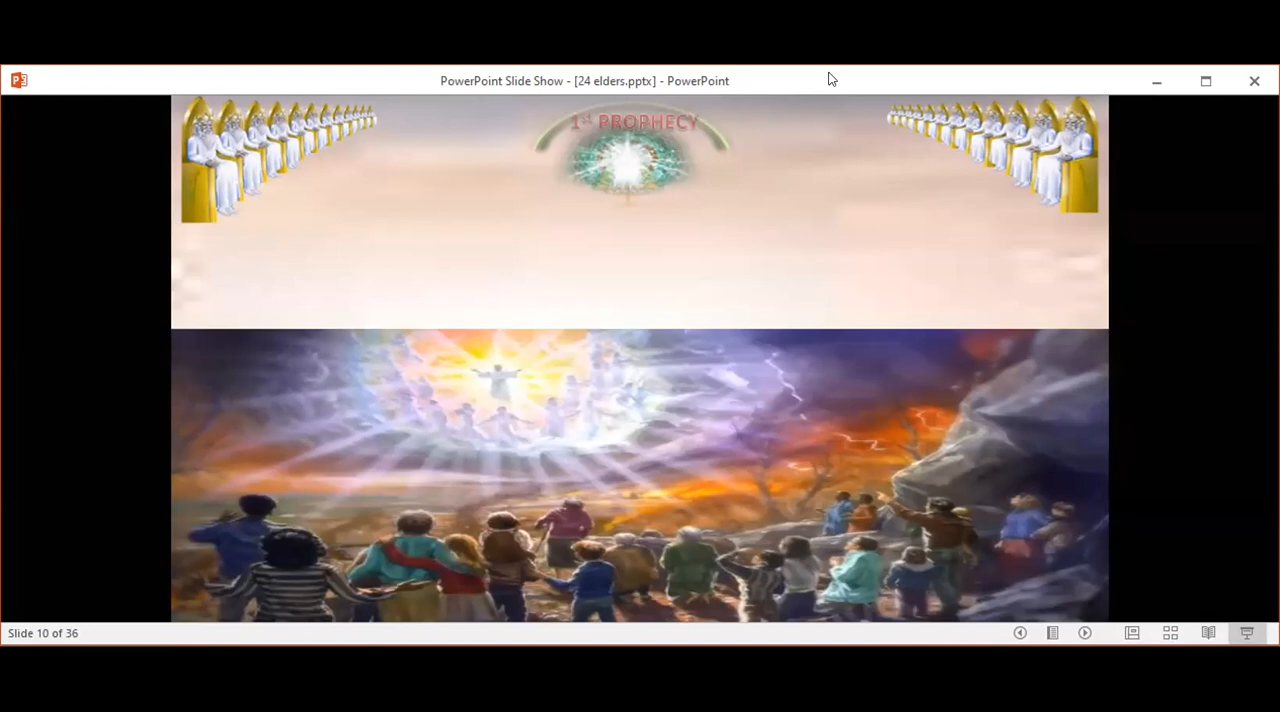 PowerPoint Slide Show - [24 elders.pptx] - PowerPoint
1st PROPHECY
Slide 10 of 36